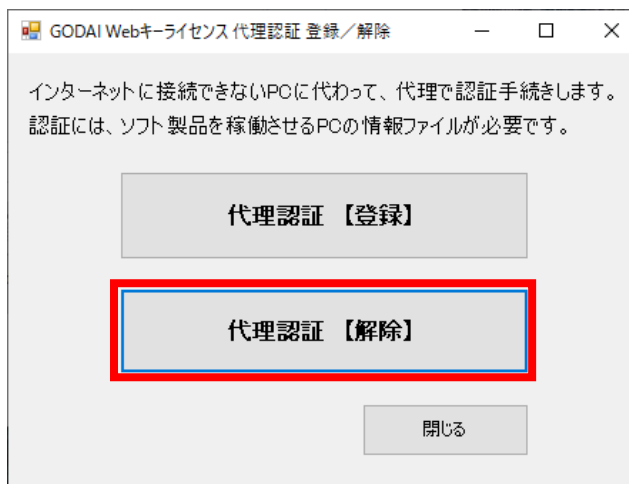 GODAI Webキーライセンス 代理認証 登録／解除
インターネットに接続できないPCに代わって、代理で認証手続きします。
認証には、ソフト製品を稼働させるPCの情報ファイルが必要です。
代理認証 【登録】
代理認証 【解除】
閉じる